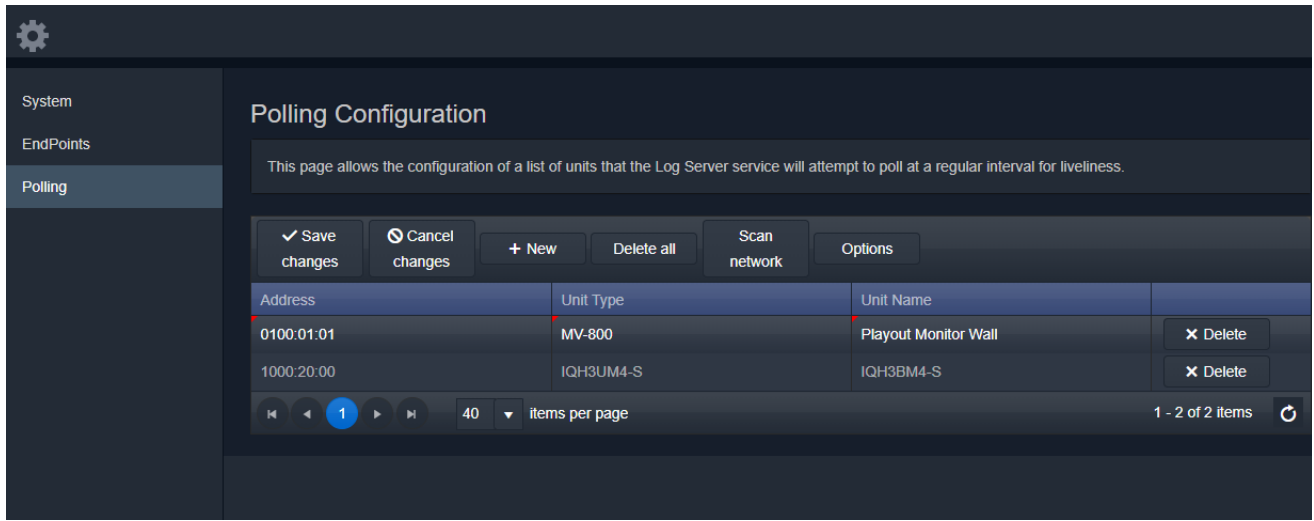 System
EndPoints
Polling
Polling Configuration
This page allows the configuration of a list of units that the Log Server service will attempt to poll at a regular interval for liveliness.
Save changes
Cancel changes
New
Delete all
Scan network
Options
Address Unit Type Unit Name
0100:01:01 MV-800 Playout Monitor Wall Delete
1000:20:00 IQH3UM4-S IQH3BM4-S Delete
1 40 items per page 1 - 2 of 2 items